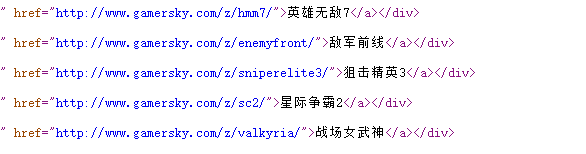 " href="http://www.gamersky.com/z/hmm7/">英雄无敌7</a></div>
" href="http://www.gamersky.com/z/enemyfront/">敌军前线</a></div>
" href="http://www.gamersky.com/z/sniperelite3/">狙击精英3</a></div>
" href="http://www.gamersky.com/z/sc2/">星际争霸2</a></div>
" href="http://www.gamersky.com/z/valkyria/">战场女武神</a></div>